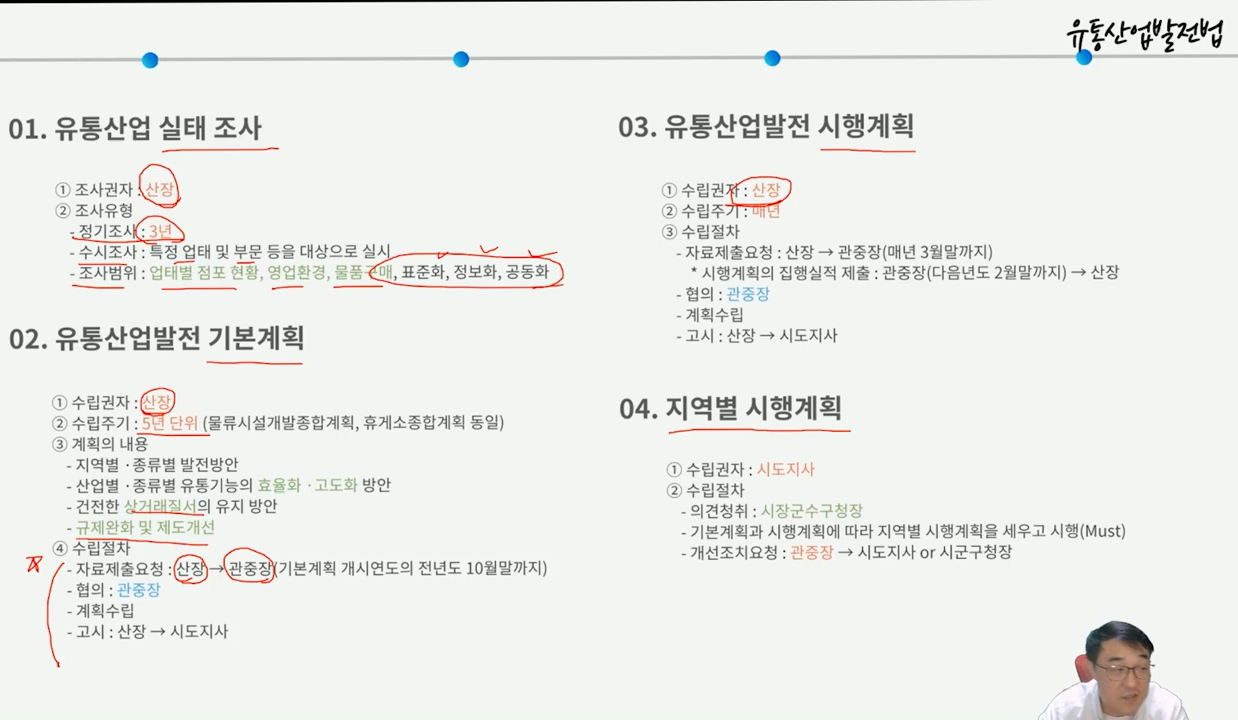 유통산업발전법
01. 유통산업 실태 조사
① 조사권자 : 산장
② 조사유형
- 정기조사 : 3년
- 수시조사 : 특정 업태 및 부문 등을 대상으로 실시
- 조사범위 : 업태별 점포 현황, 영업환경, 물품구매, 표준화, 정보화, 공동화
02. 유통산업발전 기본계획
① 수립권자 : 산장
② 수립주기 : 5년 단위 (물류시설개발종합계획, 휴게소종합계획 동일)
③ 계획의 내용
- 지역별 · 종류별 발전방안
- 산업별 · 종류별 유통기능의 효율화 · 고도화 방안
- 건전한 상거래질서의 유지 방안
- 규제완화 및 제도개선
④ 수립절차
- 자료제출요청 : 산장 → 관중장(기본계획 개시연도의 전년도 10월말까지)
- 협의 : 관중장
- 계획수립
- 고시 : 산장 → 시도지사
03. 유통산업발전 시행계획
① 수립권자 : 산장
② 수립주기 : 매년
③ 수립절차
- 자료제출요청 : 산장 → 관중장(매년 3월말까지)
* 시행계획의 집행실적 제출 : 관중장(다음년도 2월말까지) → 산장
- 협의 : 관중장
- 계획수립
- 고시 : 산장 → 시도지사
04. 지역별 시행계획
① 수립권자 : 시도지사
② 수립절차
- 의견청취 : 시장군수구청장
- 기본계획과 시행계획에 따라 지역별 시행계획을 세우고 시행(Must)
- 개선조치요청 : 관중장 → 시도지사 or 시군구청장